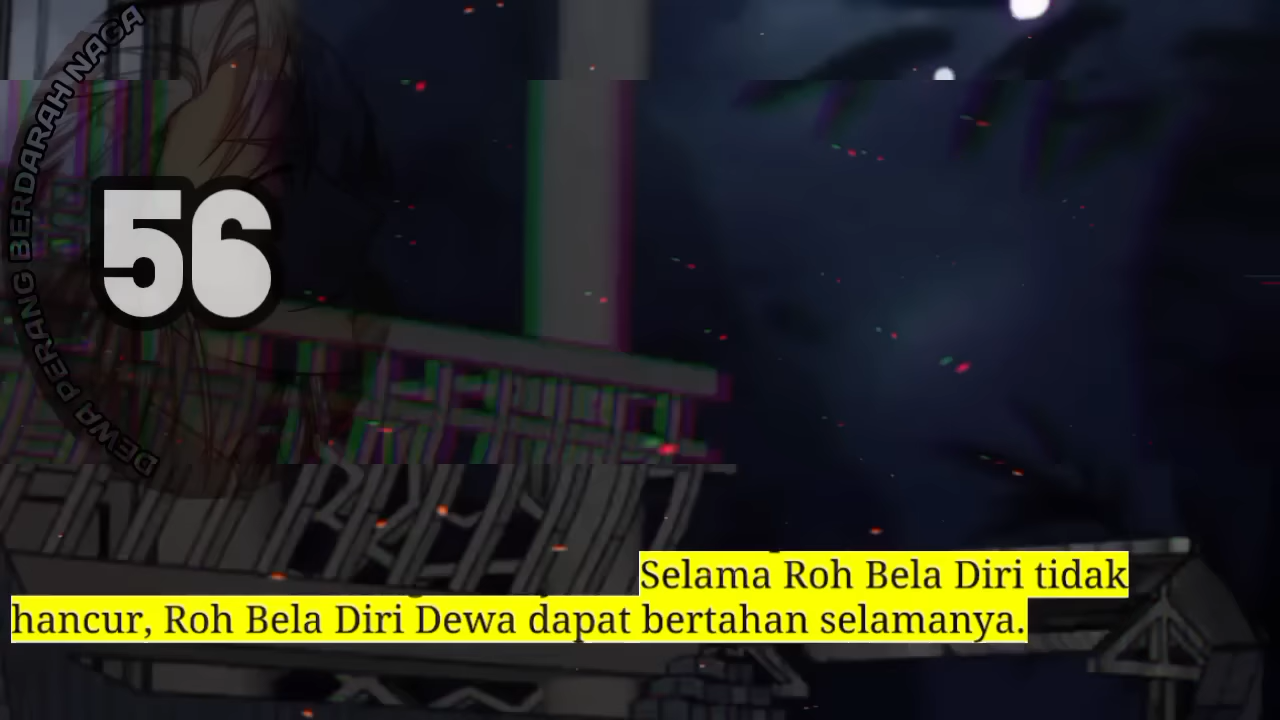 DEWA PERANG BERDARAH NAGA
56
Selama Roh Bela Diri tidak
hancur, Roh Bela Diri Dewa dapat bertahan selamanya.